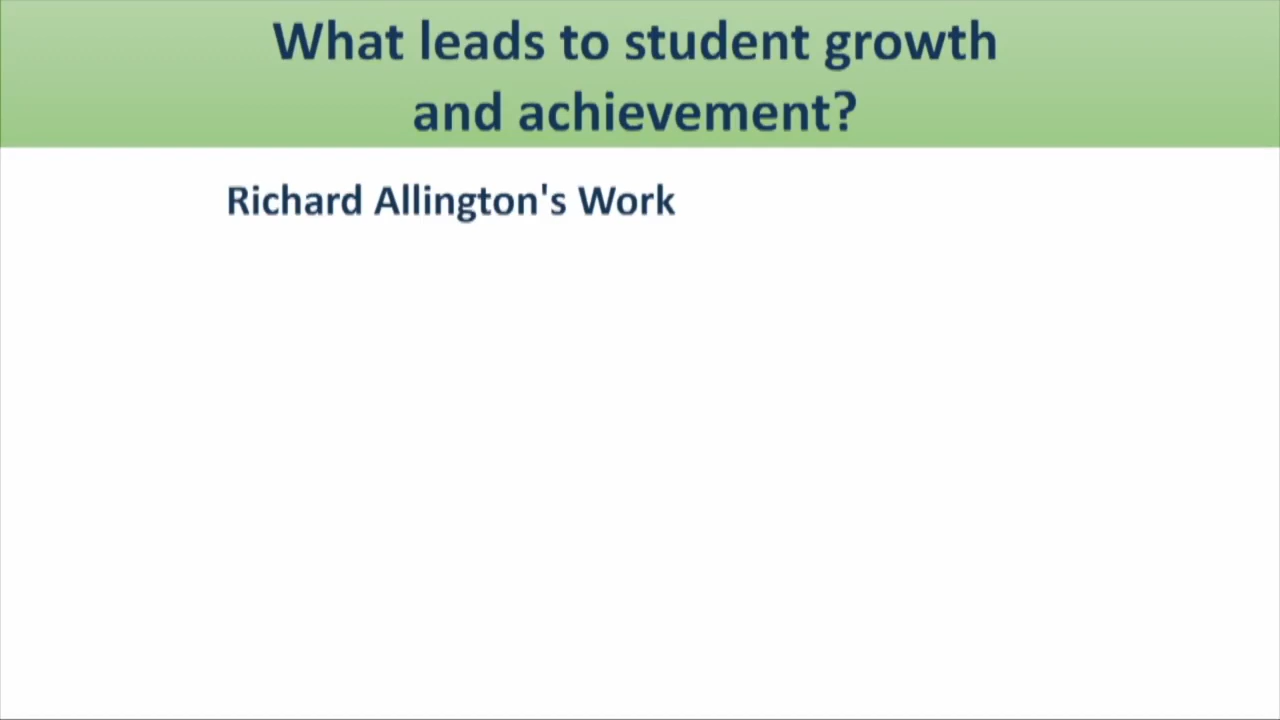 What leads to student growth
and achievement?
Richard Allington's Work